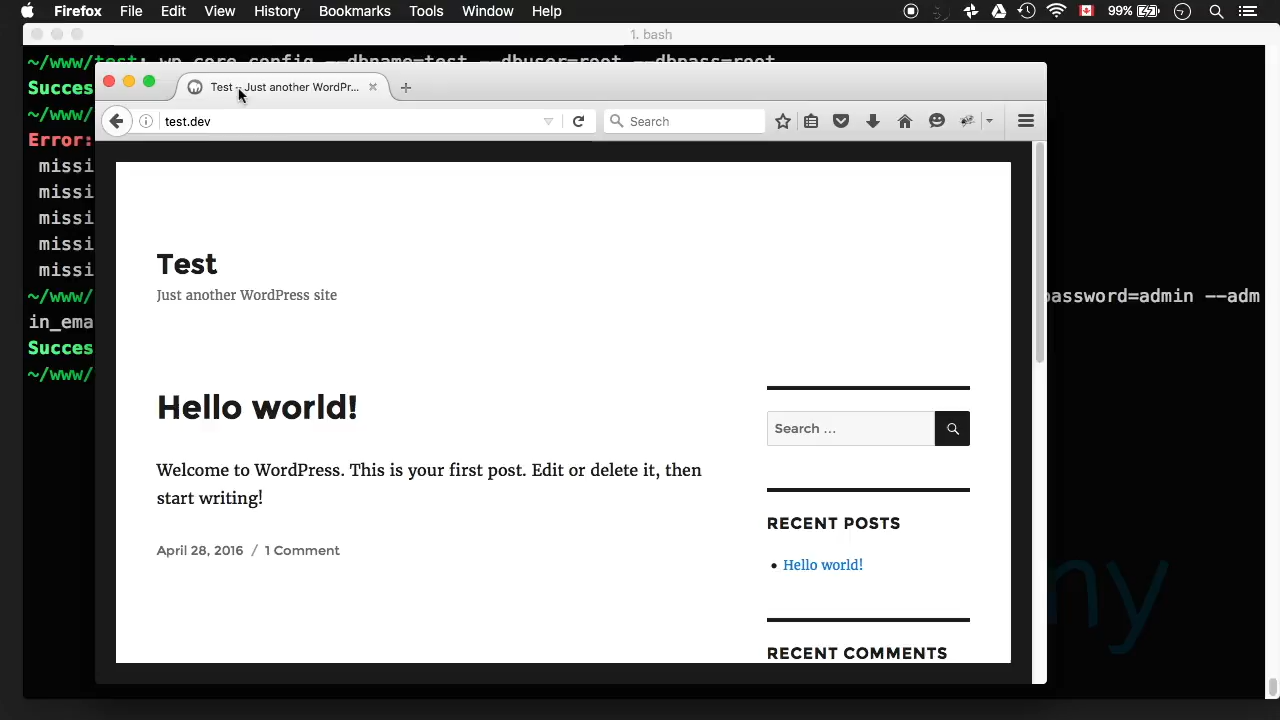 Firefox File Edit View History Bookmarks Tools Window Help 99%
1. bash
~/www/test: wp core config --dbname=test --dbuser=root --dbpass=root
Succes
~/www/
Error:
missi
missi
missi
missi
missi
~/www/ password=admin --adm
in_ema
Succes
~/www/
Test – Just another WordPr...
test.dev
Search
Test
Just another WordPress site
Hello world!
Welcome to WordPress. This is your first post. Edit or delete it, then
start writing!
April 28, 2016 / 1 Comment
Search …
RECENT POSTS
Hello world!
RECENT COMMENTS
my